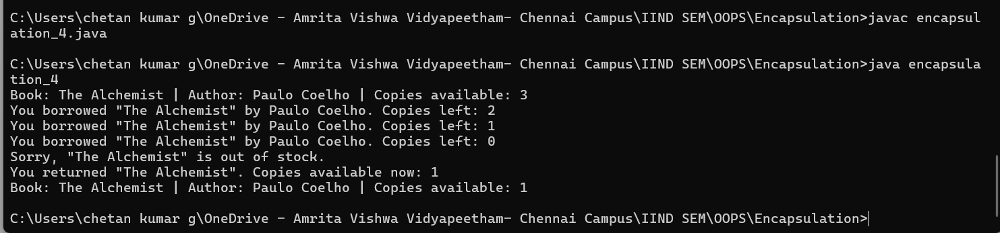 C:\Users\chetan kumar g\OneDrive - Amrita Vishwa Vidyapeetham- Chennai Campus\IIND SEM\OOPS\Encapsulation>javac encapsul
ation_4.java
C:\Users\chetan kumar g\OneDrive - Amrita Vishwa Vidyapeetham- Chennai Campus\IIND SEM\OOPS\Encapsulation>java encapsula
tion_4
Book: The Alchemist | Author: Paulo Coelho | Copies available: 3
You borrowed "The Alchemist" by Paulo Coelho. Copies left: 2
You borrowed "The Alchemist" by Paulo Coelho. Copies left: 1
You borrowed "The Alchemist" by Paulo Coelho. Copies left: 0
Sorry, "The Alchemist" is out of stock.
You returned "The Alchemist". Copies available now: 1
Book: The Alchemist | Author: Paulo Coelho | Copies available: 1
C:\Users\chetan kumar g\OneDrive - Amrita Vishwa Vidyapeetham- Chennai Campus\IIND SEM\OOPS\Encapsulation>